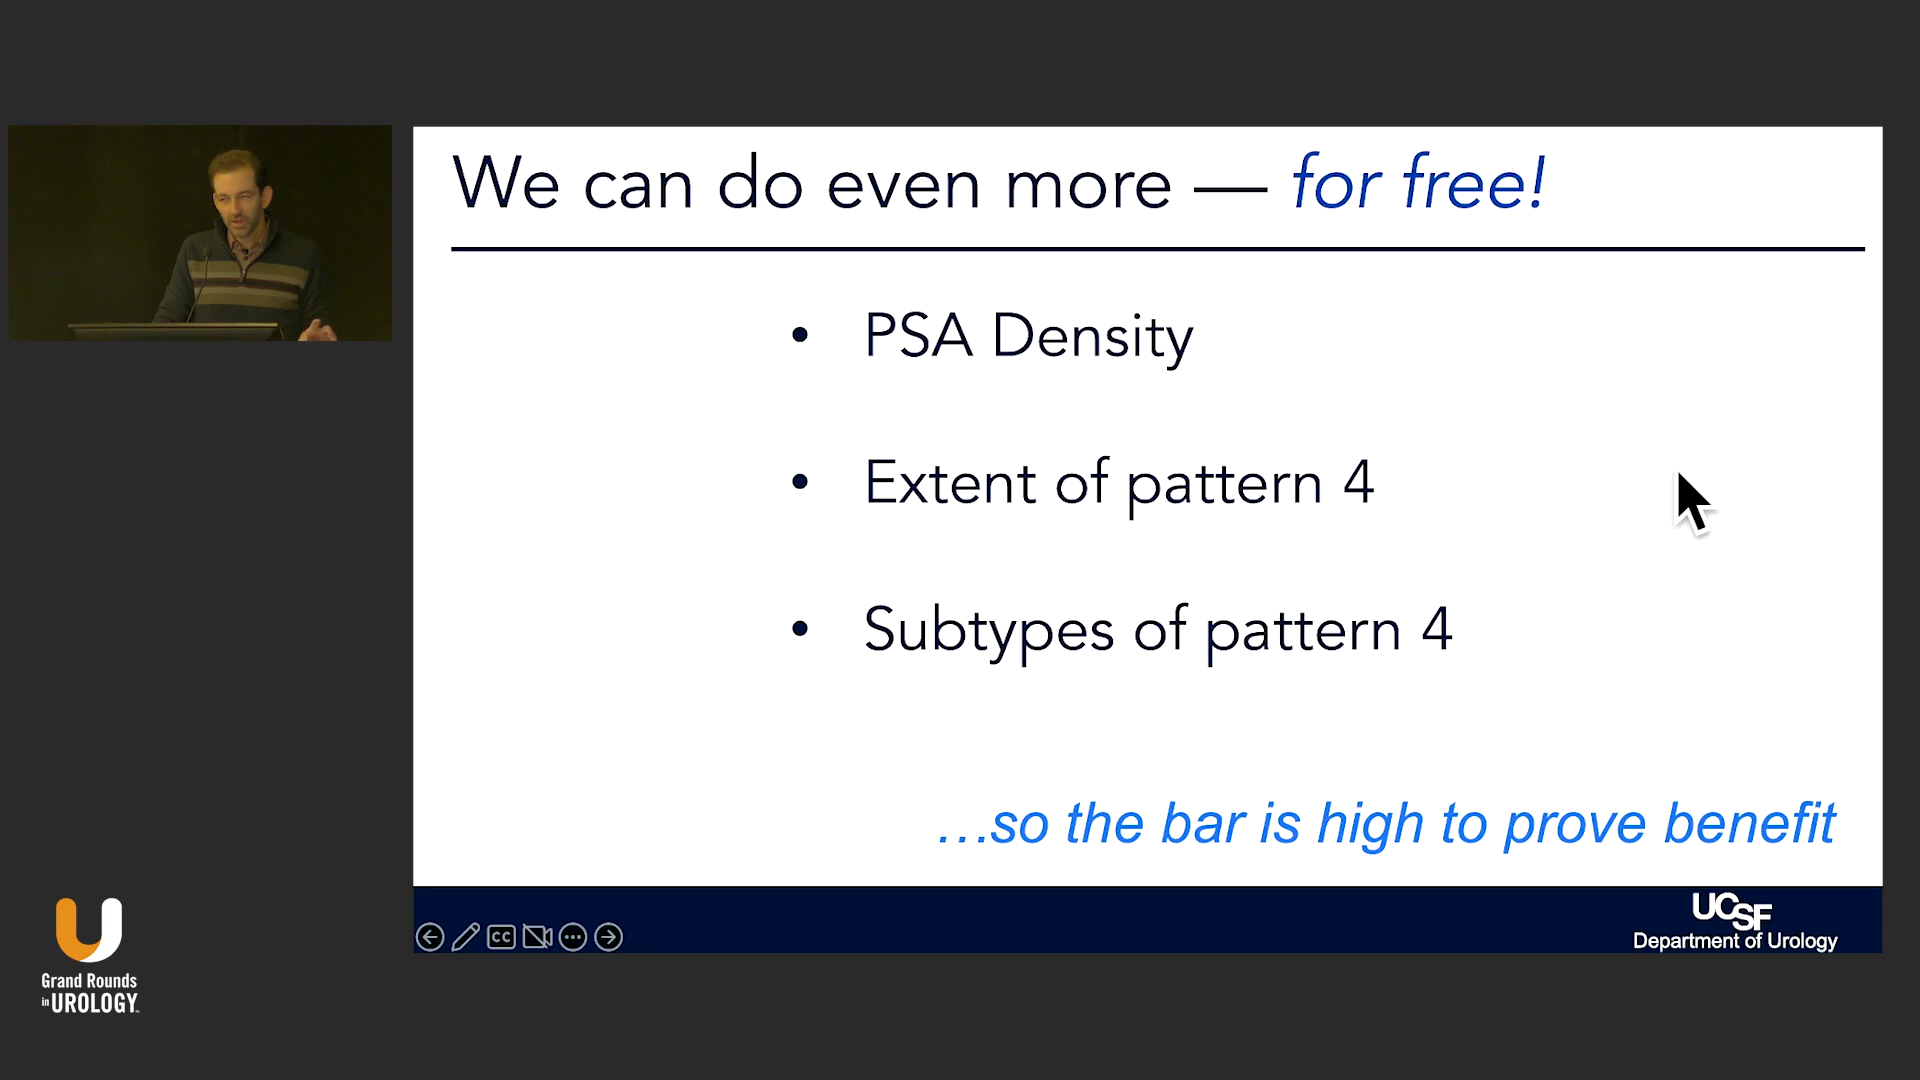 We can do even more — for free!
• PSA Density
• Extent of pattern 4
• Subtypes of pattern 4
...so the bar is high to prove benefit
CC
UCSF
Department of Urology
Grand Rounds
in UROLOGY